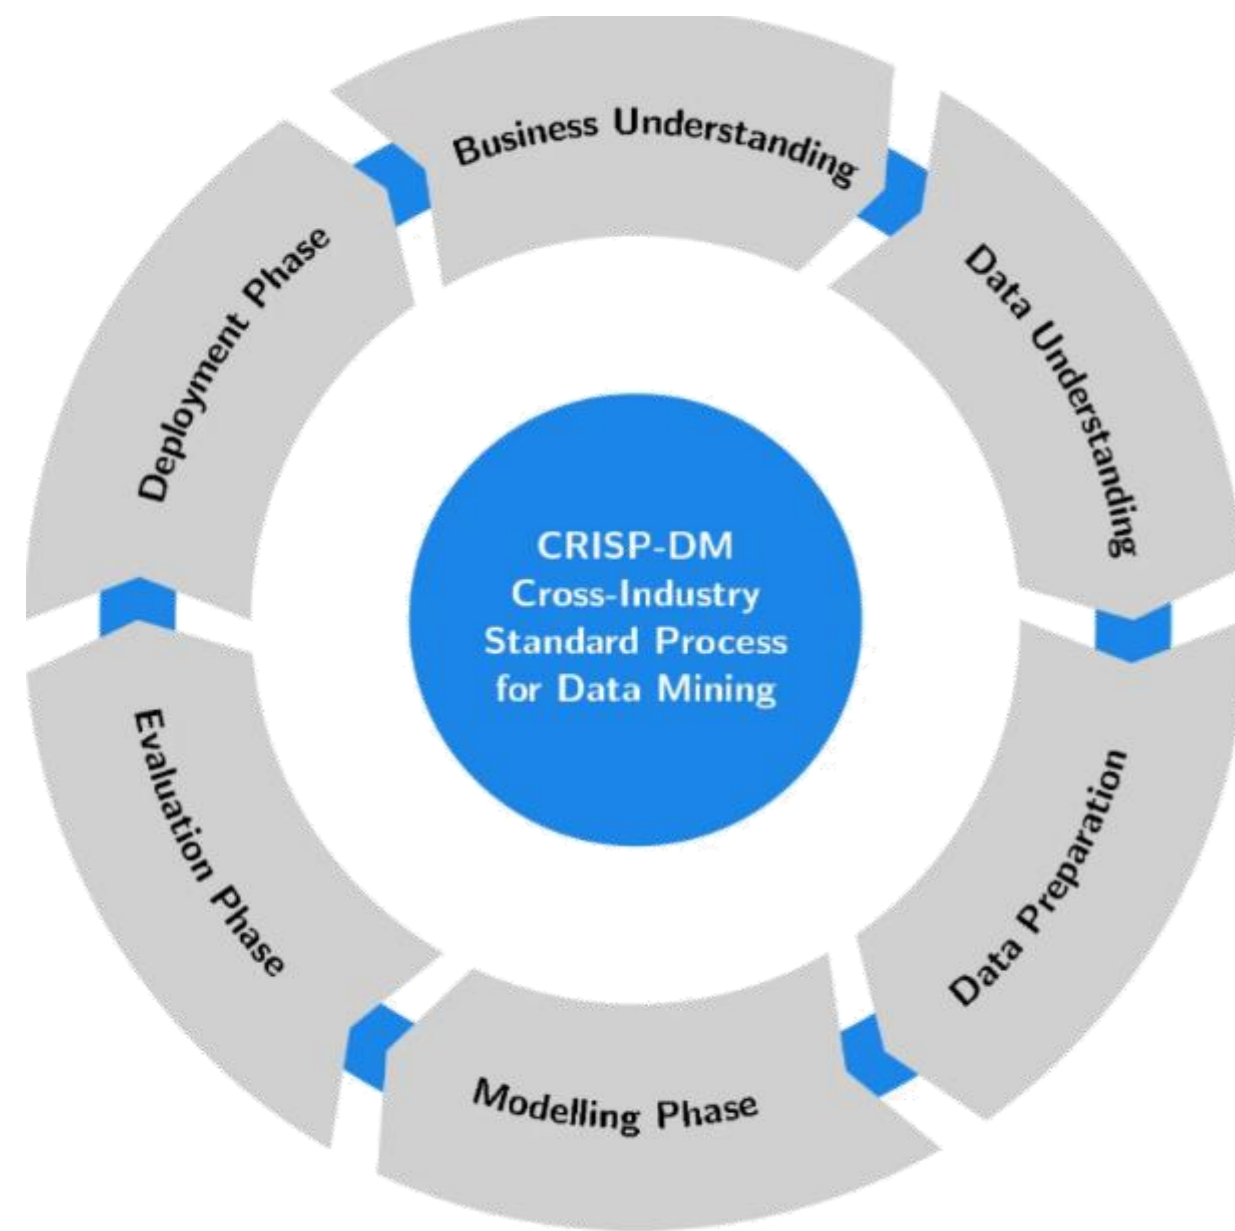 Business Understanding
Data Understanding
Data Preparation
Modelling Phase
Evaluation Phase
Deployment Phase
CRISP-DM
Cross-Industry
Standard Process
for Data Mining